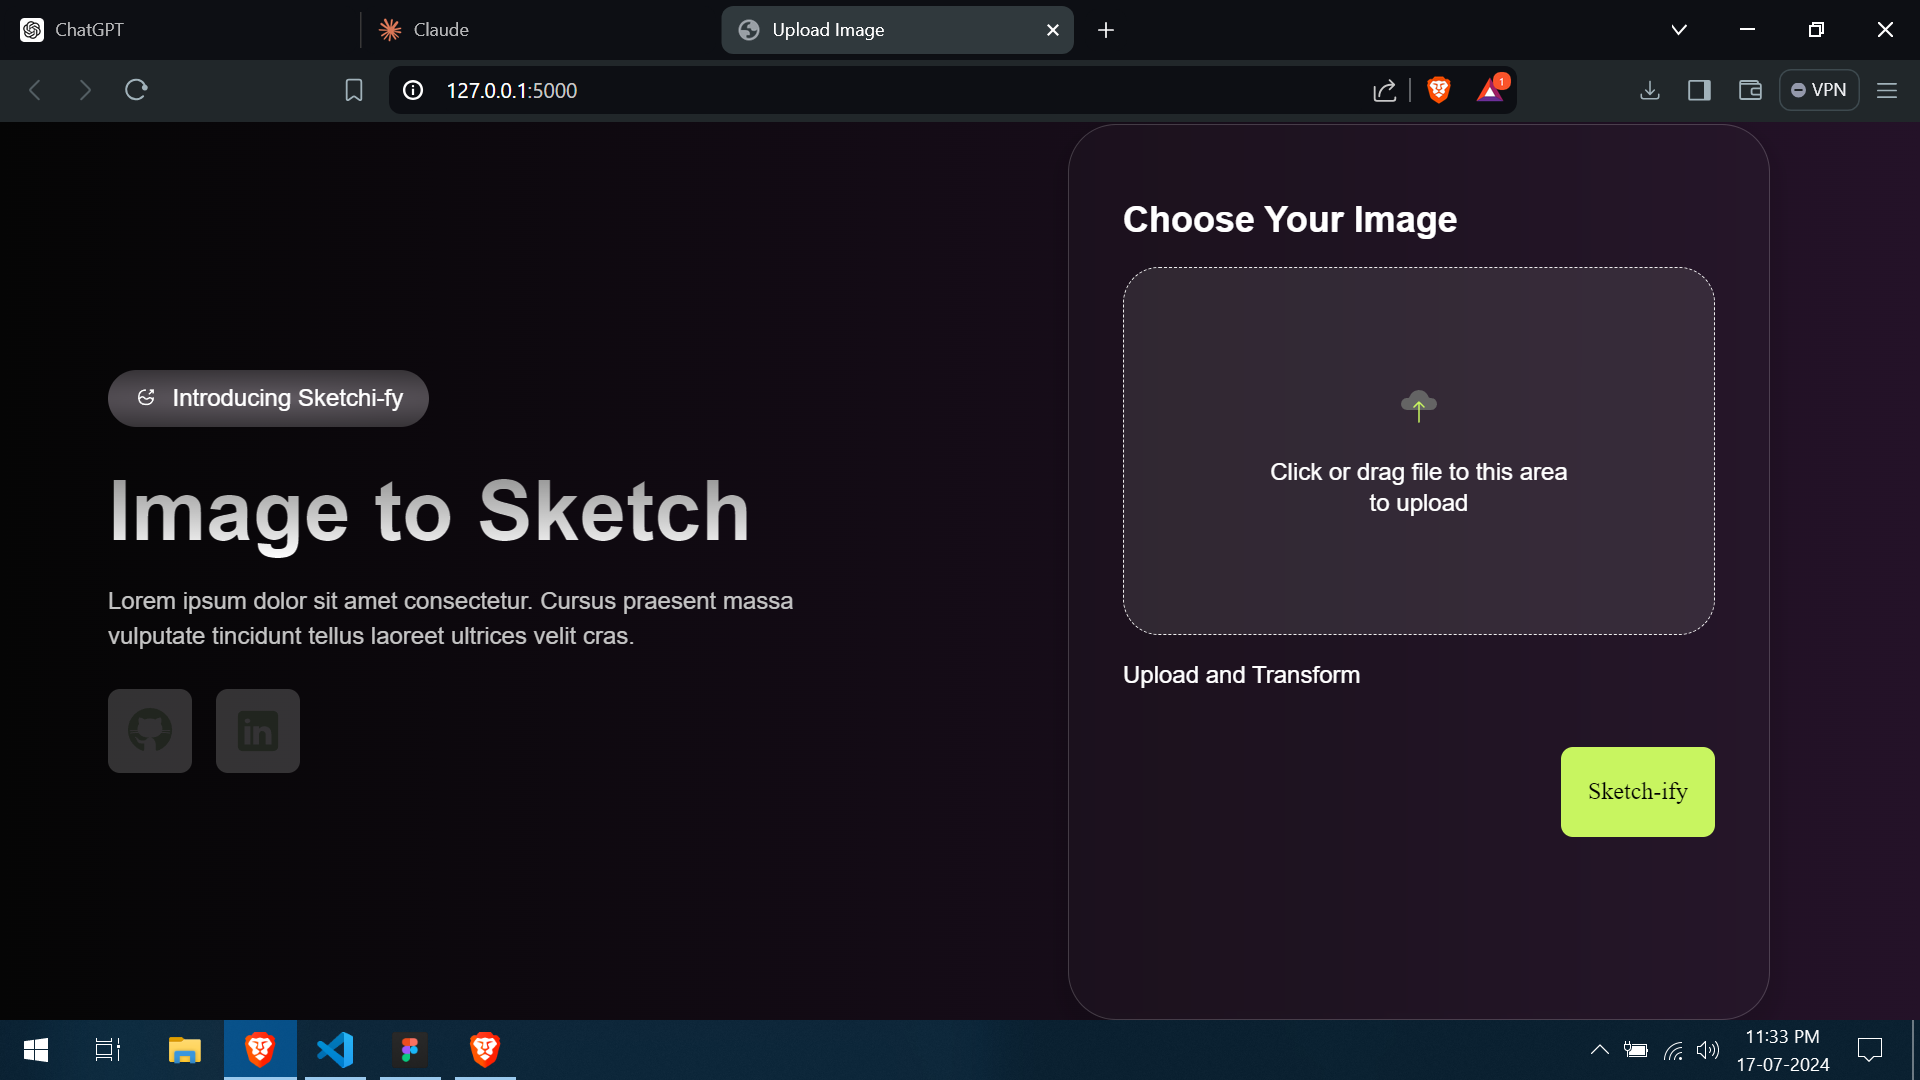 ChatGPT
Claude
Upload Image
127.0.0.1:5000
1
VPN
Introducing Sketchi-fy
Image to Sketch
Lorem ipsum dolor sit amet consectetur. Cursus praesent massa
vulputate tincidunt tellus laoreet ultrices velit cras.
in
Choose Your Image
Click or drag file to this area
to upload
Upload and Transform
Sketch-ify
11:33 PM
17-07-2024